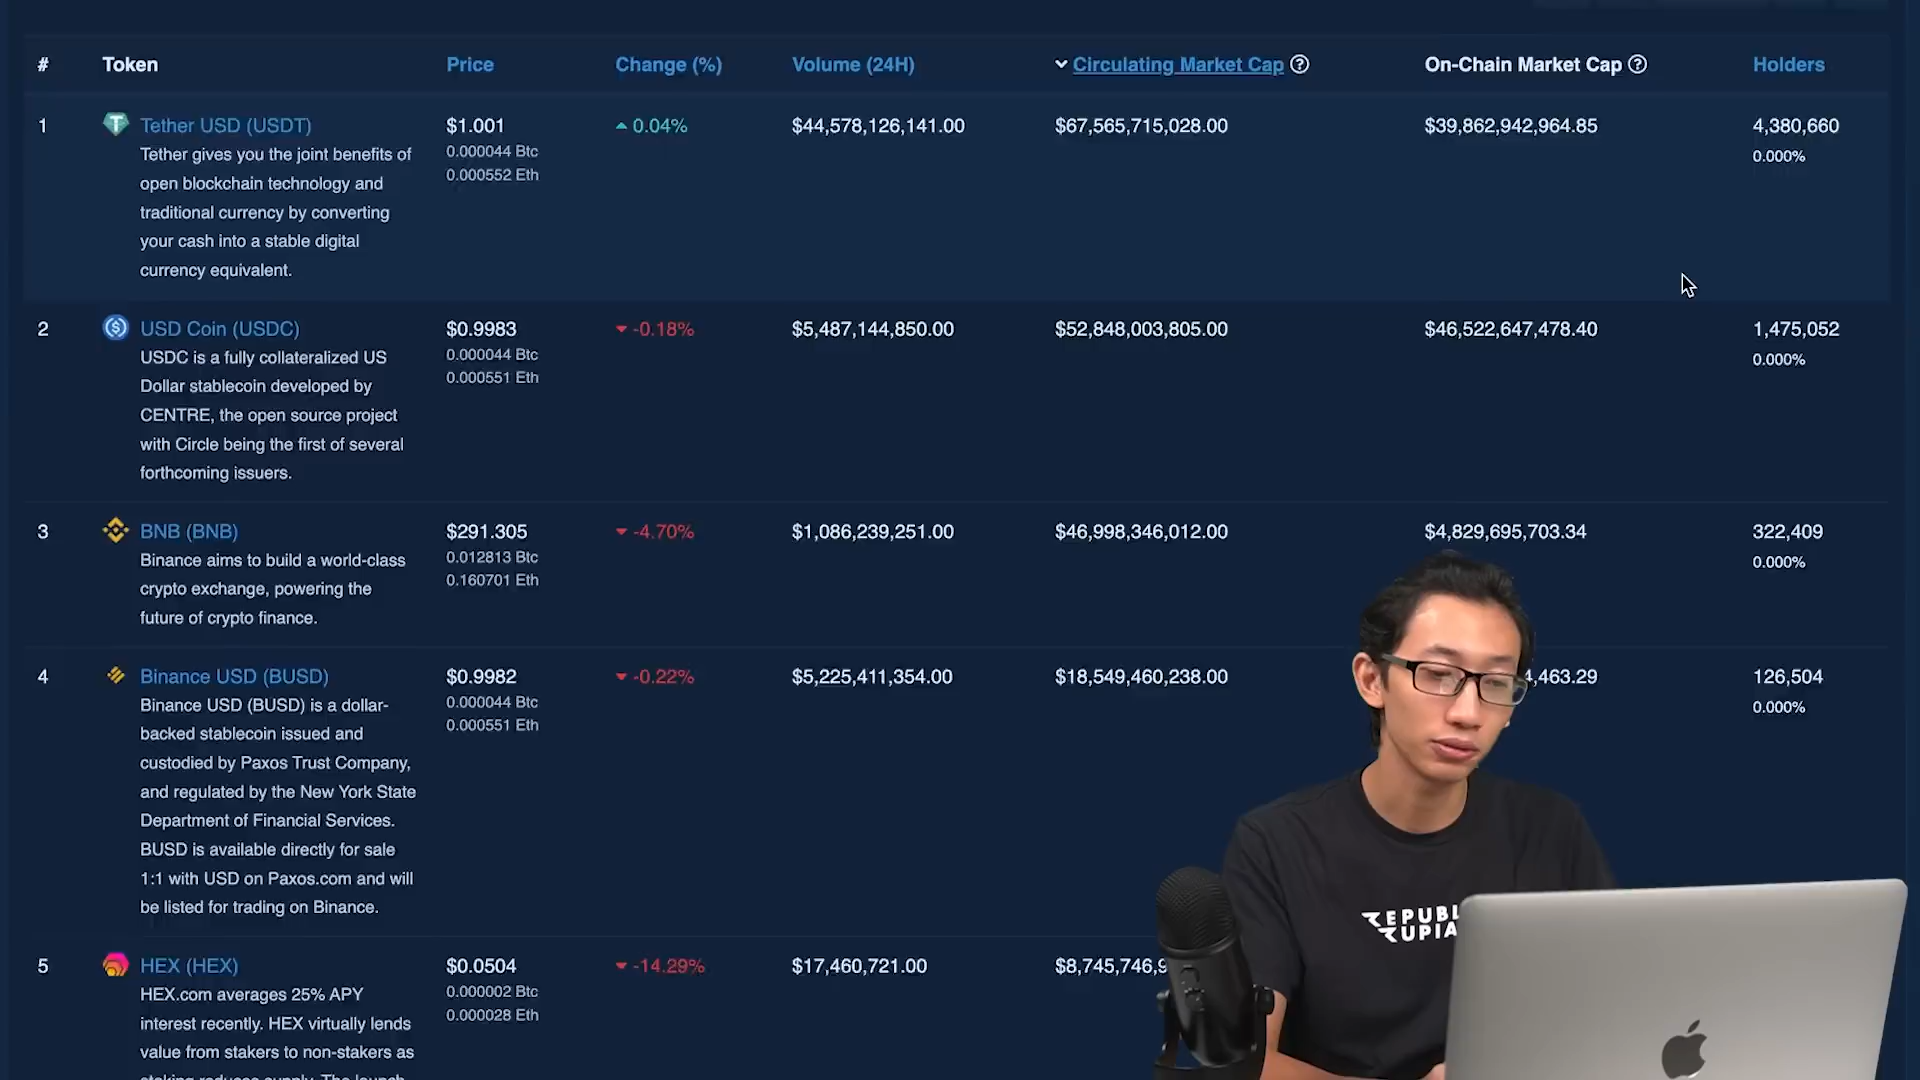 # Token Price Change (%) Volume (24H) Circulating Market Cap On-Chain Market Cap Holders
1 Tether USD (USDT) $1.001 0.04% $44,578,126,141.00 $67,565,715,028.00 $39,862,942,964.85 4,380,660
Tether gives you the joint benefits of 0.000044 Btc 0.000%
open blockchain technology and 0.000552 Eth
traditional currency by converting
your cash into a stable digital
currency equivalent.
2 USD Coin (USDC) $0.9983 -0.18% $5,487,144,850.00 $52,848,003,805.00 $46,522,647,478.40 1,475,052
USDC is a fully collateralized US 0.000044 Btc 0.000%
Dollar stablecoin developed by 0.000551 Eth
CENTRE, the open source project
with Circle being the first of several
forthcoming issuers.
3 BNB (BNB) $291.305 -4.70% $1,086,239,251.00 $46,998,346,012.00 $4,829,695,703.34 322,409
Binance aims to build a world-class 0.012813 Btc 0.000%
crypto exchange, powering the 0.160701 Eth
future of crypto finance.
4 Binance USD (BUSD) $0.9982 -0.22% $5,225,411,354.00 $18,549,460,238.00 4,463.29 126,504
Binance USD (BUSD) is a dollar- 0.000044 Btc 0.000%
backed stablecoin issued and 0.000551 Eth
custodied by Paxos Trust Company,
and regulated by the New York State
Department of Financial Services.
BUSD is available directly for sale
1:1 with USD on Paxos.com and will
be listed for trading on Binance.
5 HEX (HEX) $0.0504 -14.29% $17,460,721.00 $8,745,746,9
HEX.com averages 25% APY 0.000002 Btc
interest recently. HEX virtually lends 0.000028 Eth
value from stakers to non-stakers as
staking reduces supply. The launch
REPUBL
RUPIA